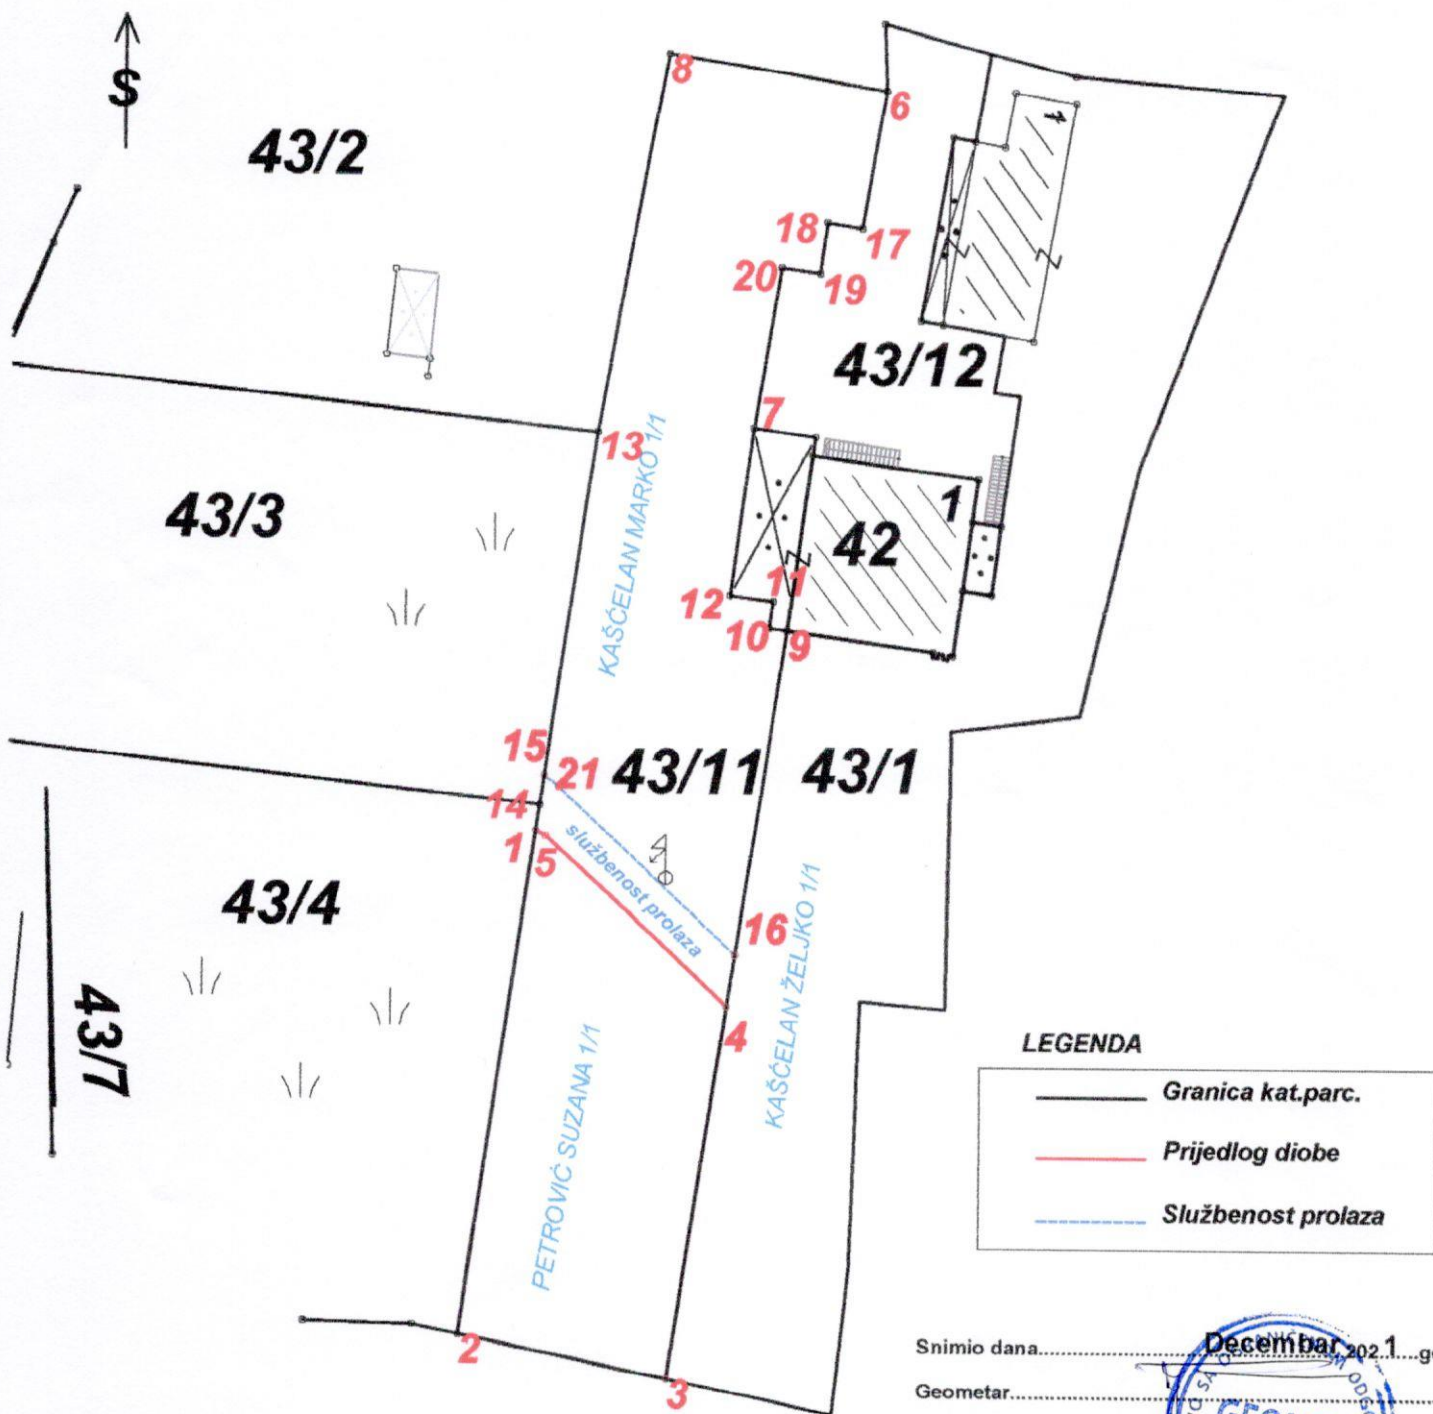 S
8
6
43/2
1
18
17
20
19
43/12
7
13
43/3
1
42
KAŠĆELAN MARKO 1/1
11
12
10
9
15
21
43/11
43/1
14
1
5
službenost prolaza
43/4
16
KAŠĆELAN ŽELJKO 1/1
43/7
4
PETROVIĆ SUZANA 1/1
LEGENDA
Granica kat.parc.
Prijedlog diobe
Službenost prolaza
2
3
Snimio dana Decembar 2021
Geometar